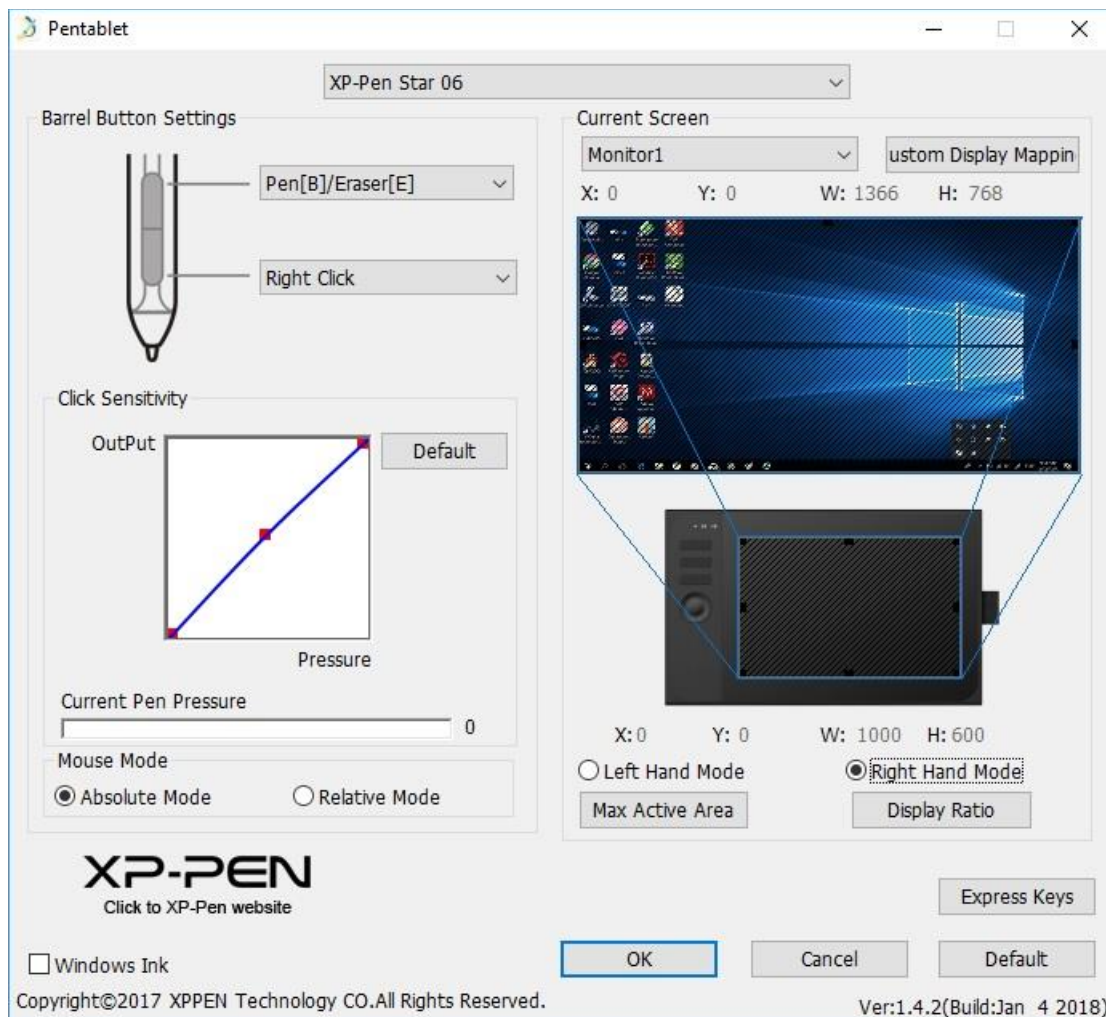 Pentablet
XP-Pen Star 06
Barrel Button Settings
Pen[B]/Eraser[E]
Right Click
Click Sensitivity
OutPut
Default
Pressure
Current Pen Pressure
0
Mouse Mode
Absolute Mode
Relative Mode
Current Screen
Monitor1
ustom Display Mappin
X: 0 Y: 0 W: 1366 H: 768
X: 0 Y: 0 W: 1000 H: 600
Left Hand Mode
Right Hand Mode
Max Active Area
Display Ratio
XP-PEN
Click to XP-Pen website
Express Keys
Windows Ink
OK
Cancel
Default
Copyright©2017 XPPEN Technology CO.All Rights Reserved.
Ver:1.4.2(Build:Jan 4 2018)